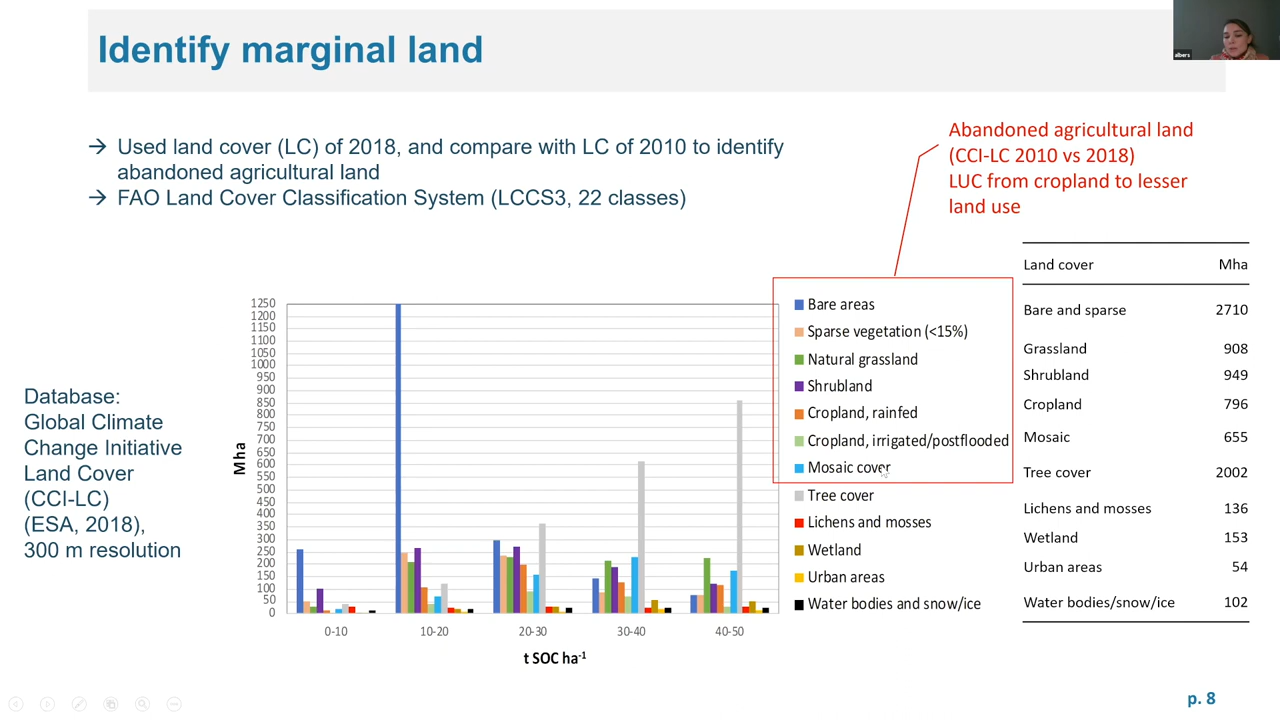 Identify marginal land
albers
→ Used land cover (LC) of 2018, and compare with LC of 2010 to identify
abandoned agricultural land
→ FAO Land Cover Classification System (LCCS3, 22 classes)
Abandoned agricultural land
(CCI-LC 2010 vs 2018)
LUC from cropland to lesser
land use
Database:
Global Climate
Change Initiative
Land Cover
(CCI-LC)
(ESA, 2018),
300 m resolution
Mha
1250
1200
1150
1100
1050
1000
950
900
850
800
750
700
650
600
550
500
450
400
350
300
250
200
150
100
50
0
0-10 10-20 20-30 30-40 40-50
t SOC ha-1
Bare areas
Sparse vegetation (<15%)
Natural grassland
Shrubland
Cropland, rainfed
Cropland, irrigated/postflooded
Mosaic cover
Tree cover
Lichens and mosses
Wetland
Urban areas
Water bodies and snow/ice
Land cover Mha
Bare and sparse 2710
Grassland 908
Shrubland 949
Cropland 796
Mosaic 655
Tree cover 2002
Lichens and mosses 136
Wetland 153
Urban areas 54
Water bodies/snow/ice 102
p. 8